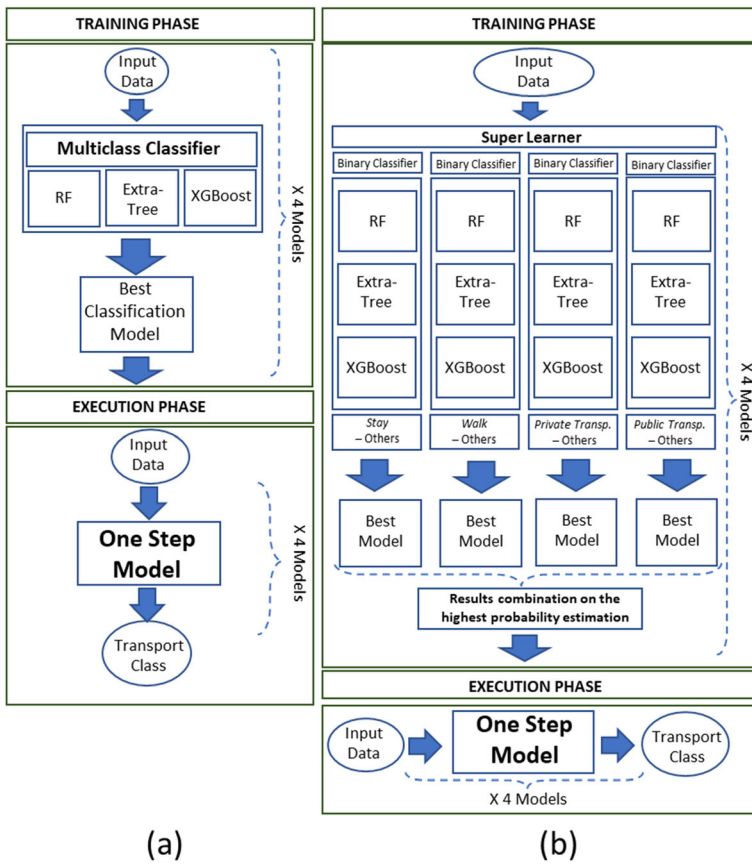 TRAINING PHASE
Input
Data
Multiclass Classifier
RF
Extra-
Tree
XGBoost
Best
Classification
Model
X 4 Models
EXECUTION PHASE
Input
Data
One Step
Model
Transport
Class
X 4 Models
(a)
TRAINING PHASE
Input
Data
Super Learner
Binary Classifier
Binary Classifier
Binary Classifier
Binary Classifier
RF
RF
RF
RF
Extra-
Tree
Extra-
Tree
Extra-
Tree
Extra-
Tree
XGBoost
XGBoost
XGBoost
XGBoost
Stay
– Others
Walk
– Others
Private Transp.
– Others
Public Transp.
– Others
Best
Model
Best
Model
Best
Model
Best
Model
Results combination on the
highest probability estimation
X 4 Models
EXECUTION PHASE
Input
Data
One Step
Model
Transport
Class
X 4 Models
(b)